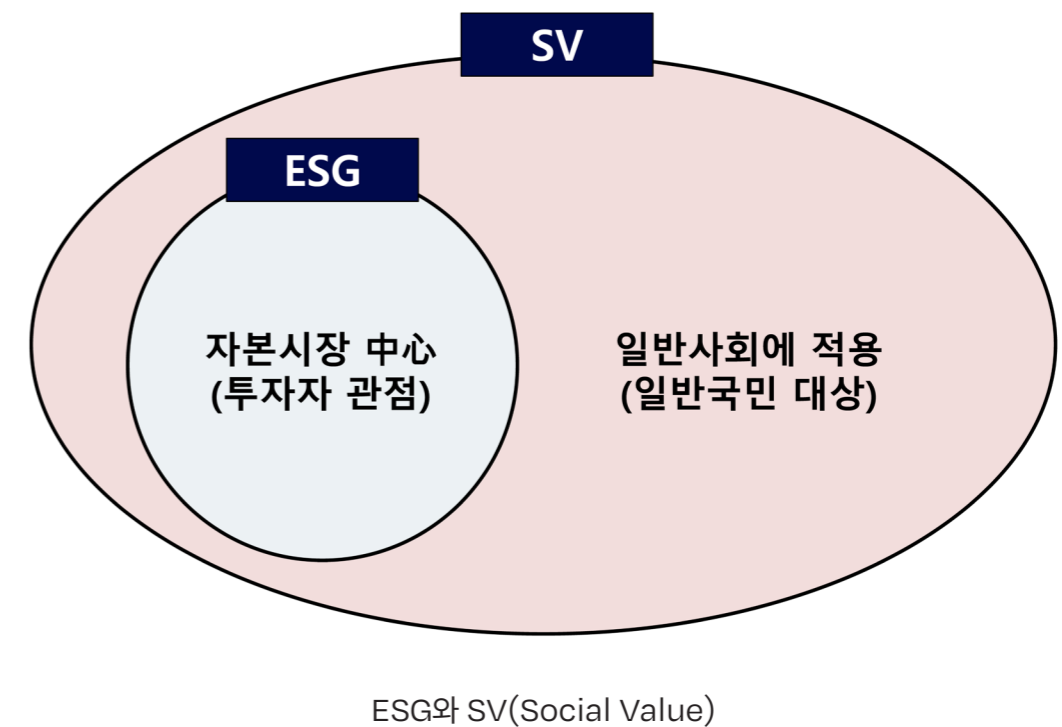 SV
ESG
자본시장 中心
(투자자 관점)
일반사회에 적용
(일반국민 대상)
ESG와 SV(Social Value)